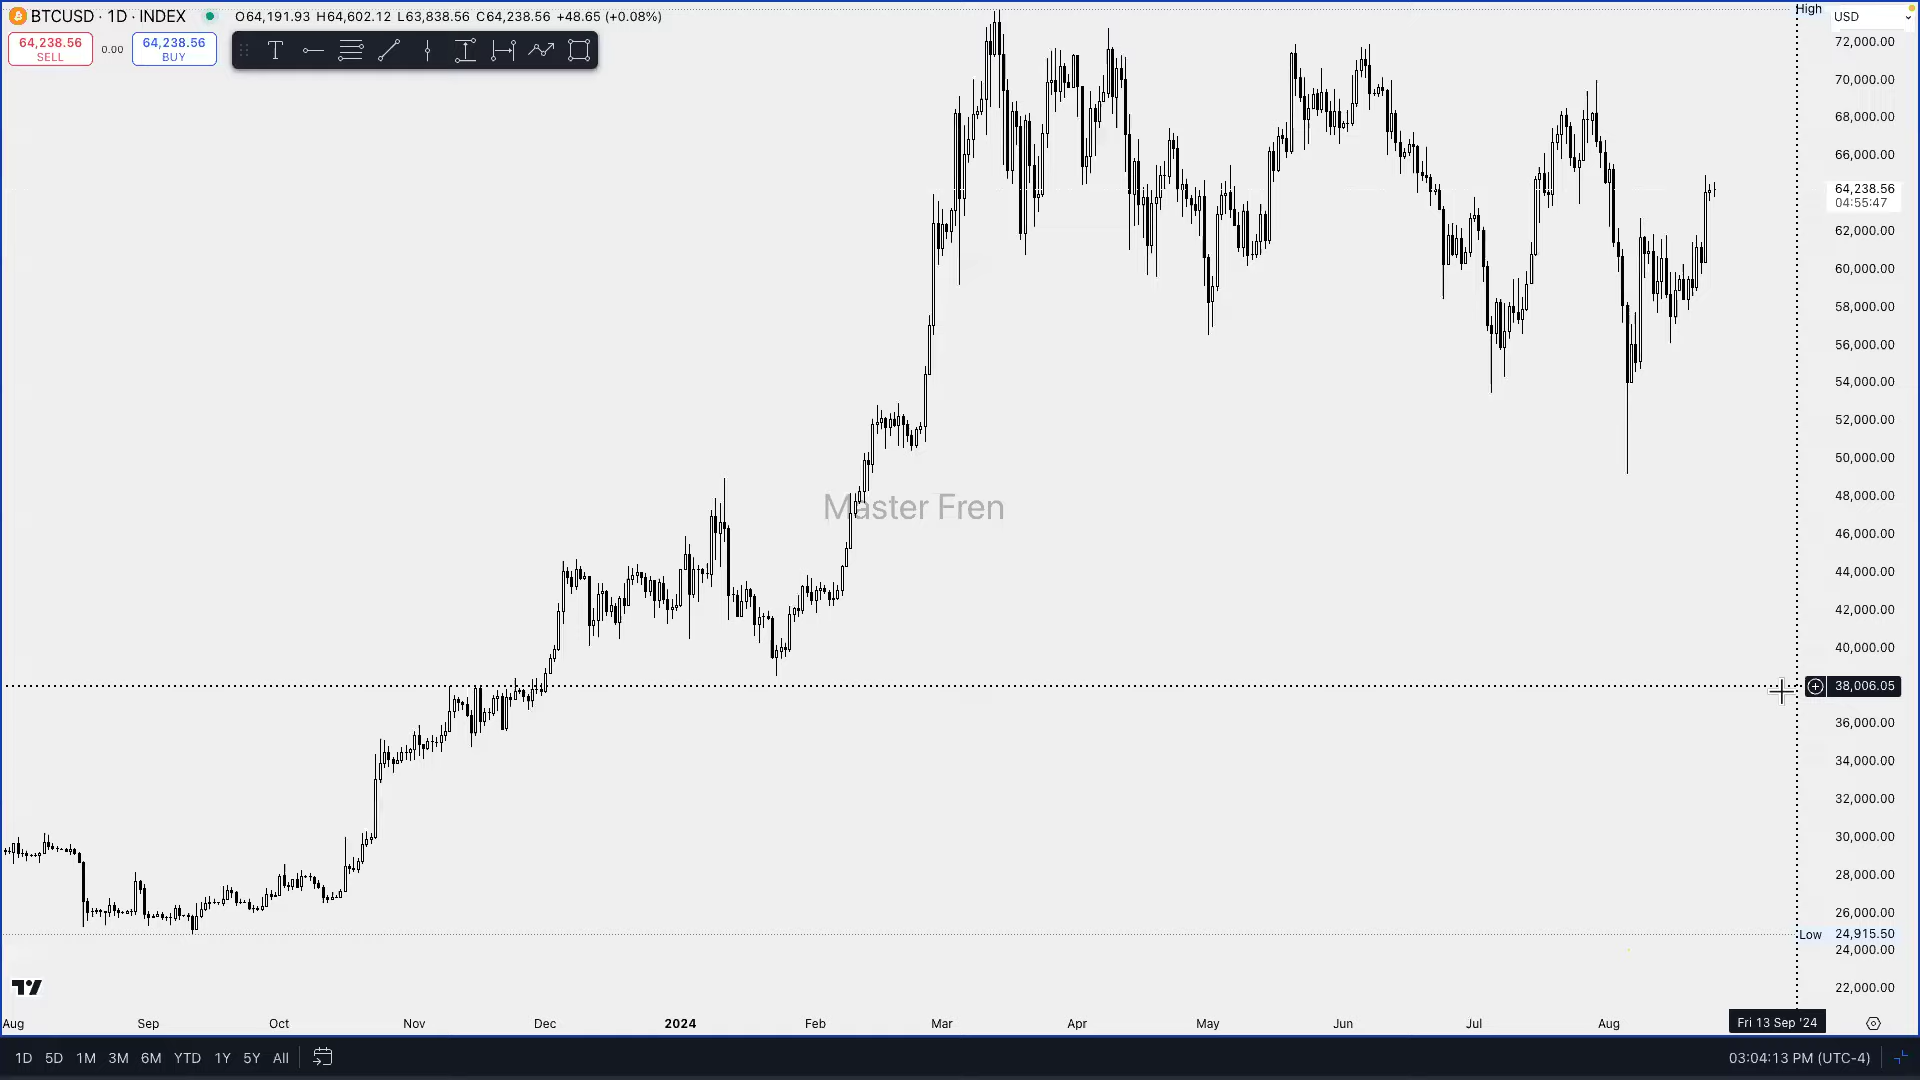 BTCUSD · 1D · INDEX O64,191.93 H64,602.12 L63,838.56 C64,238.56 +48.65 (+0.08%)
High
USD
64,238.56
SELL
0.00
64,238.56
BUY
T
72,000.00
70,000.00
68,000.00
66,000.00
64,238.56
04:55:47
62,000.00
60,000.00
58,000.00
56,000.00
54,000.00
52,000.00
50,000.00
48,000.00
Master Fren
46,000.00
44,000.00
42,000.00
40,000.00
38,006.05
36,000.00
34,000.00
32,000.00
30,000.00
28,000.00
26,000.00
Low 24,915.50
24,000.00
22,000.00
Aug Sep Oct Nov Dec 2024 Feb Mar Apr May Jun Jul Aug Fri 13 Sep '24
1D 5D 1M 3M 6M YTD 1Y 5Y All
03:04:13 PM (UTC-4)